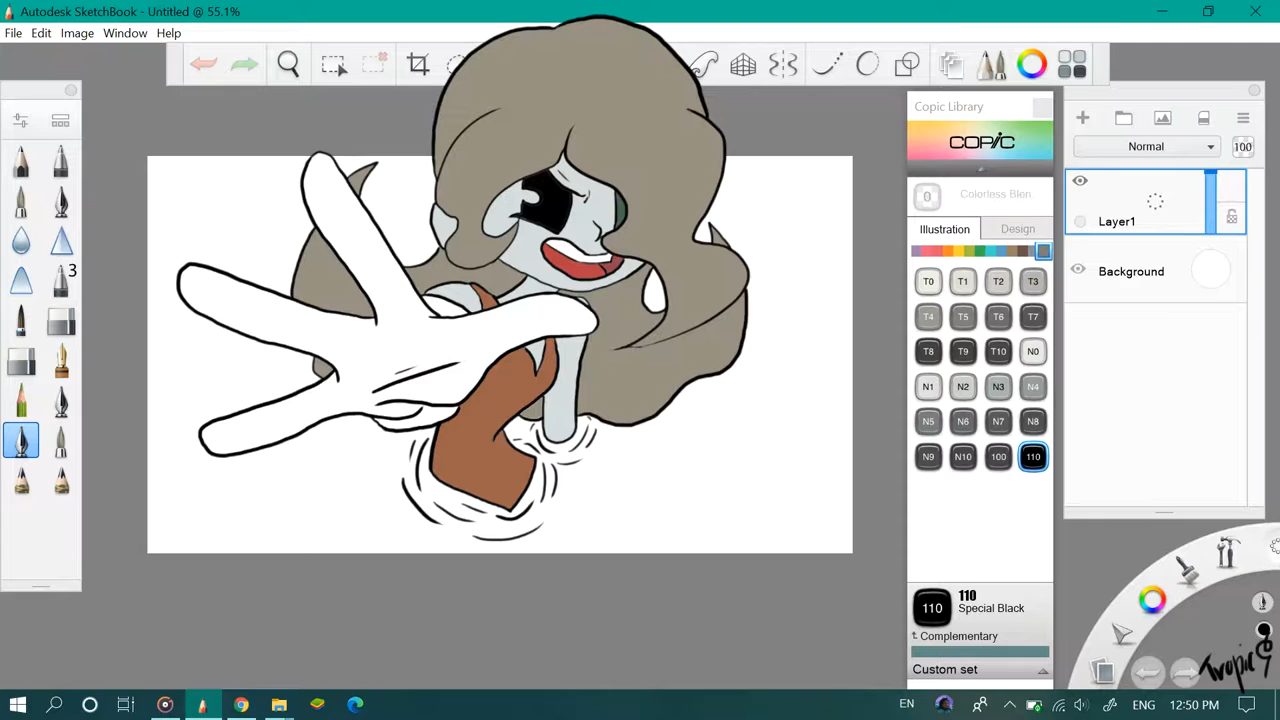 Autodesk SketchBook - Untitled @ 55.1%
File Edit Image Window Help
Copic Library
COPIC
0 Colorless Blen
Illustration Design
T0 T1 T2 T3
T4 T5 T6 T7
T8 T9 T10 N0
N1 N2 N3 N4
N5 N6 N7 N8
N9 N10 100 110
110 110
Special Black
Complementary
Custom set
Normal 100
Layer1
Background
3
Tropic
EN ENG 12:50 PM